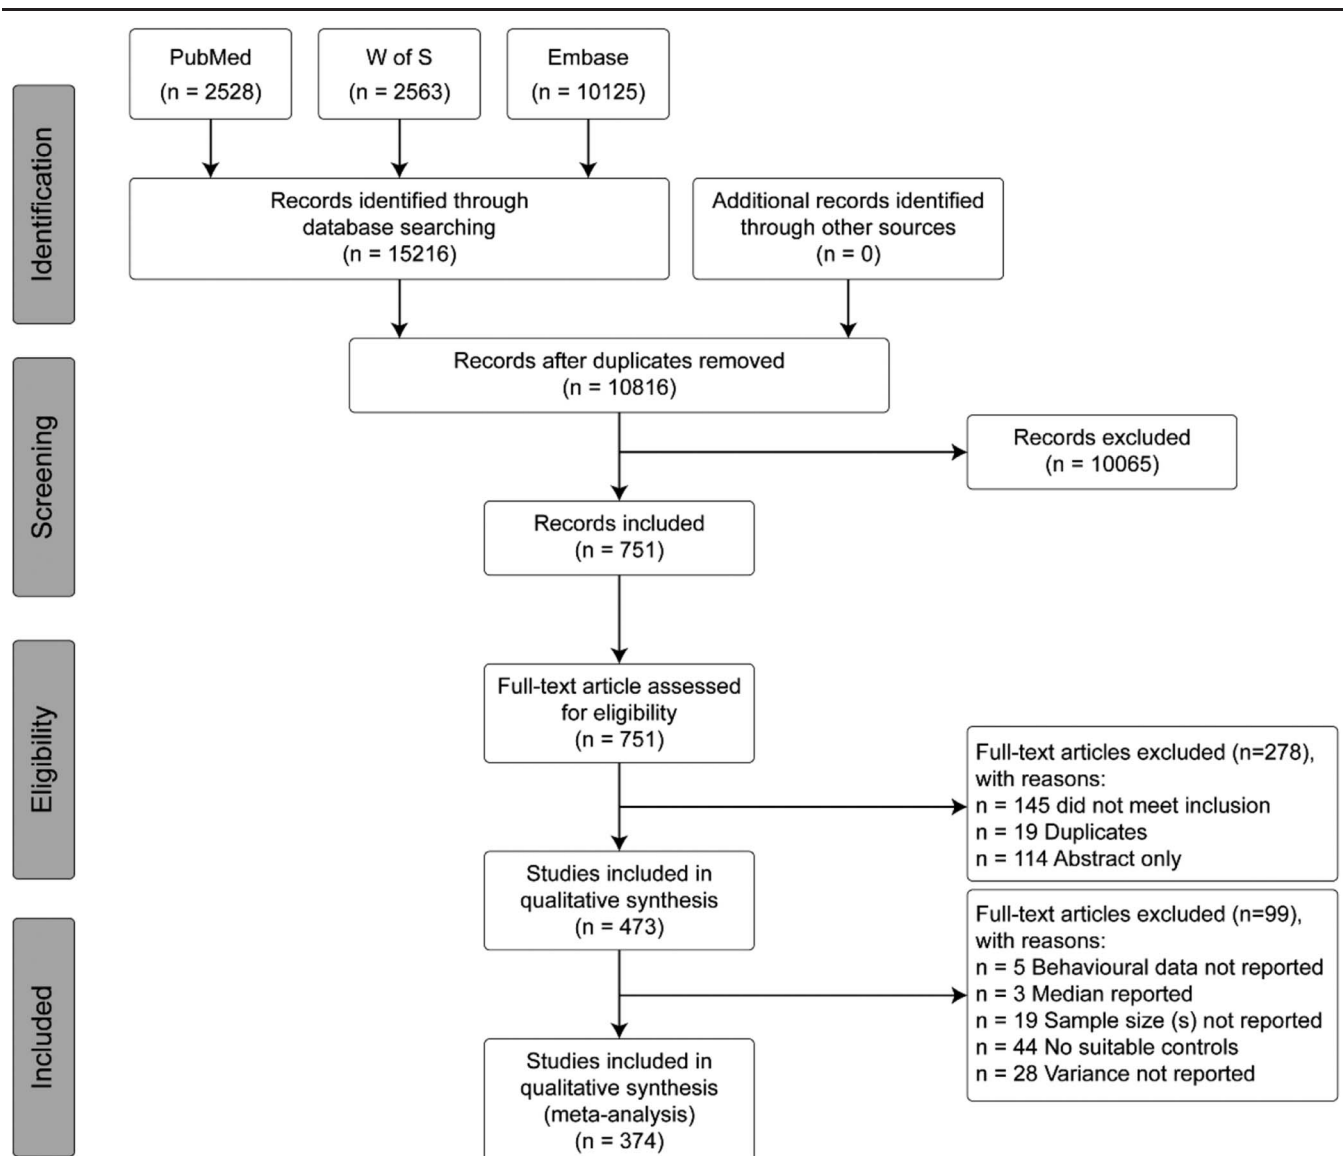 Identification
PubMed
(n = 2528)
W of S
(n = 2563)
Embase
(n = 10125)
Records identified through
database searching
(n = 15216)
Additional records identified
through other sources
(n = 0)
Screening
Records after duplicates removed
(n = 10816)
Records excluded
(n = 10065)
Records included
(n = 751)
Eligibility
Full-text article assessed
for eligibility
(n = 751)
Full-text articles excluded (n=278),
with reasons:
n = 145 did not meet inclusion
n = 19 Duplicates
n = 114 Abstract only
Studies included in
qualitative synthesis
(n = 473)
Included
Full-text articles excluded (n=99),
with reasons:
n = 5 Behavioural data not reported
n = 3 Median reported
n = 19 Sample size (s) not reported
n = 44 No suitable controls
n = 28 Variance not reported
Studies included in
qualitative synthesis
(meta-analysis)
(n = 374)